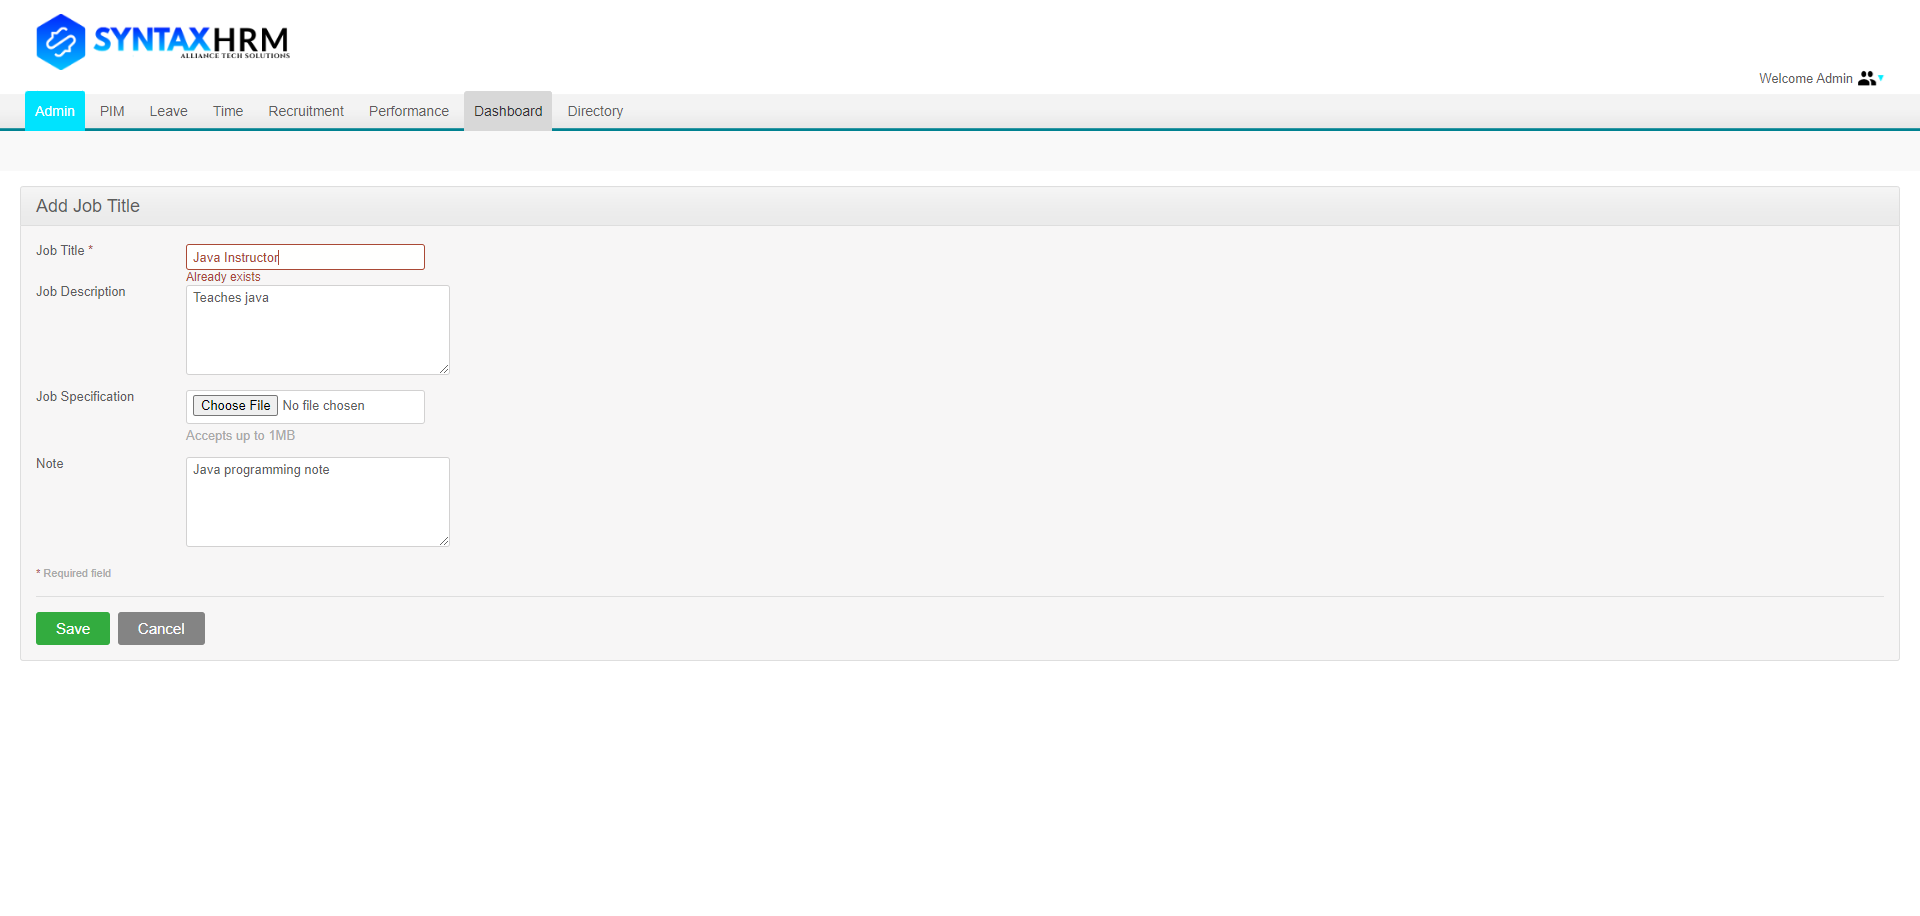 SYNTAXHRM
ALLIANCE TECH SOLUTIONS
Welcome Admin
Admin PIM Leave Time Recruitment Performance Dashboard Directory
Add Job Title
Job Title * Java Instructor
Already exists
Job Description Teaches java
Job Specification Choose File No file chosen
Accepts up to 1MB
Note Java programming note
* Required field
Save Cancel